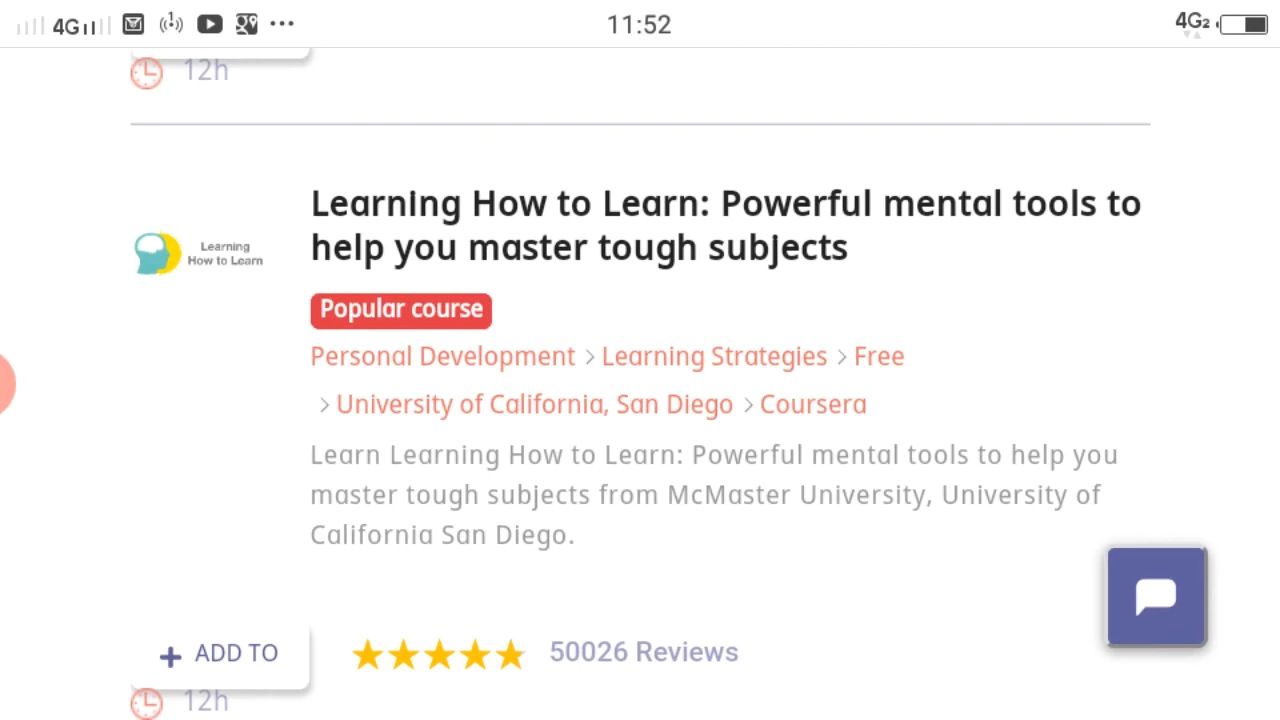 4G 11:52 4G2
12h
Learning How to Learn: Powerful mental tools to
help you master tough subjects
Learning
How to Learn
Popular course
Personal Development > Learning Strategies > Free
> University of California, San Diego > Coursera
Learn Learning How to Learn: Powerful mental tools to help you
master tough subjects from McMaster University, University of
California San Diego.
+ ADD TO 50026 Reviews
12h